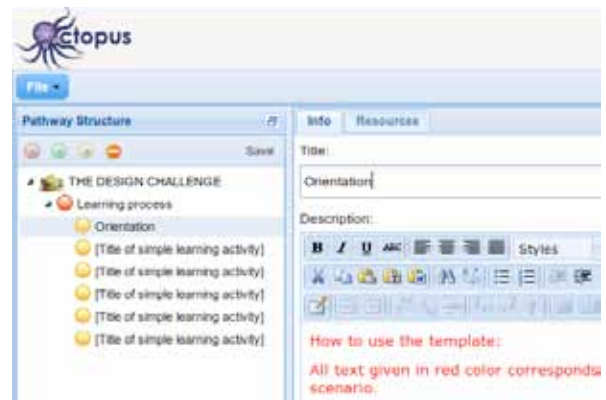 Octopus
File
Pathway Structure
Save
THE DESIGN CHALLENGE
Learning process
Orientation
[Title of simple learning activity]
[Title of simple learning activity]
[Title of simple learning activity]
[Title of simple learning activity]
[Title of simple learning activity]
Info Resources
Title:
Orientation
Description:
B I U ABC Styles
How to use the template:
All text given in red color corresponds
scenario.